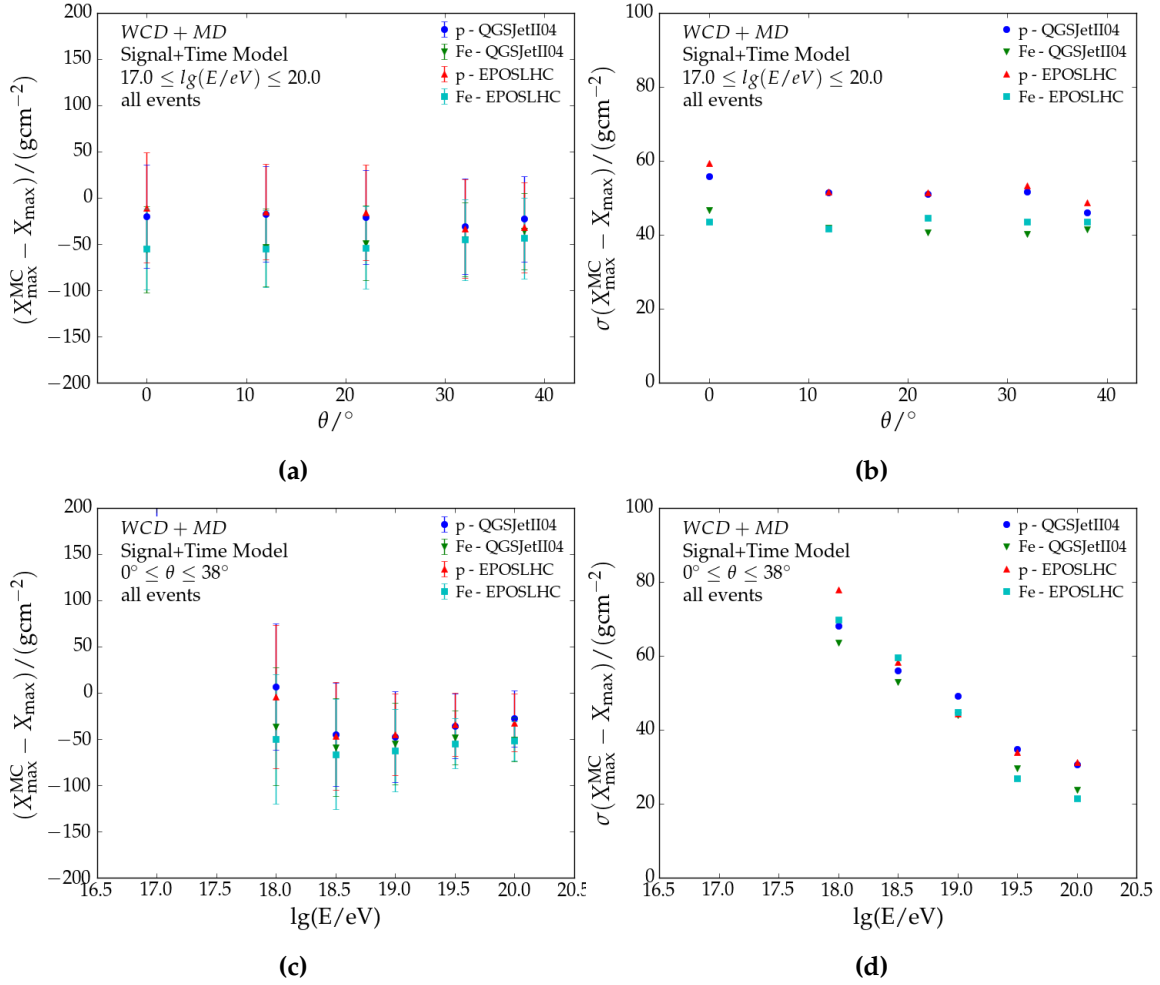 WCD + MD
Signal+Time Model
17.0 ≤ lg(E/eV) ≤ 20.0
all events
p - QGSJetII04
Fe - QGSJetII04
p - EPOSLHC
Fe - EPOSLHC
200
150
100
50
0
−50
−100
−150
−200
(X_max^MC − X_max)/(gcm⁻²)
0 10 20 30 40
θ/°
(a)
WCD + MD
Signal+Time Model
17.0 ≤ lg(E/eV) ≤ 20.0
all events
p - QGSJetII04
Fe - QGSJetII04
p - EPOSLHC
Fe - EPOSLHC
100
80
60
40
20
0
σ(X_max^MC − X_max)/(gcm⁻²)
0 10 20 30 40
θ/°
(b)
WCD + MD
Signal+Time Model
0° ≤ θ ≤ 38°
all events
p - QGSJetII04
Fe - QGSJetII04
p - EPOSLHC
Fe - EPOSLHC
200
150
100
50
0
−50
−100
−150
−200
(X_max^MC − X_max)/(gcm⁻²)
16.5 17.0 17.5 18.0 18.5 19.0 19.5 20.0 20.5
lg(E/eV)
(c)
WCD + MD
Signal+Time Model
0° ≤ θ ≤ 38°
all events
p - QGSJetII04
Fe - QGSJetII04
p - EPOSLHC
Fe - EPOSLHC
100
80
60
40
20
0
σ(X_max^MC − X_max)/(gcm⁻²)
16.5 17.0 17.5 18.0 18.5 19.0 19.5 20.0 20.5
lg(E/eV)
(d)